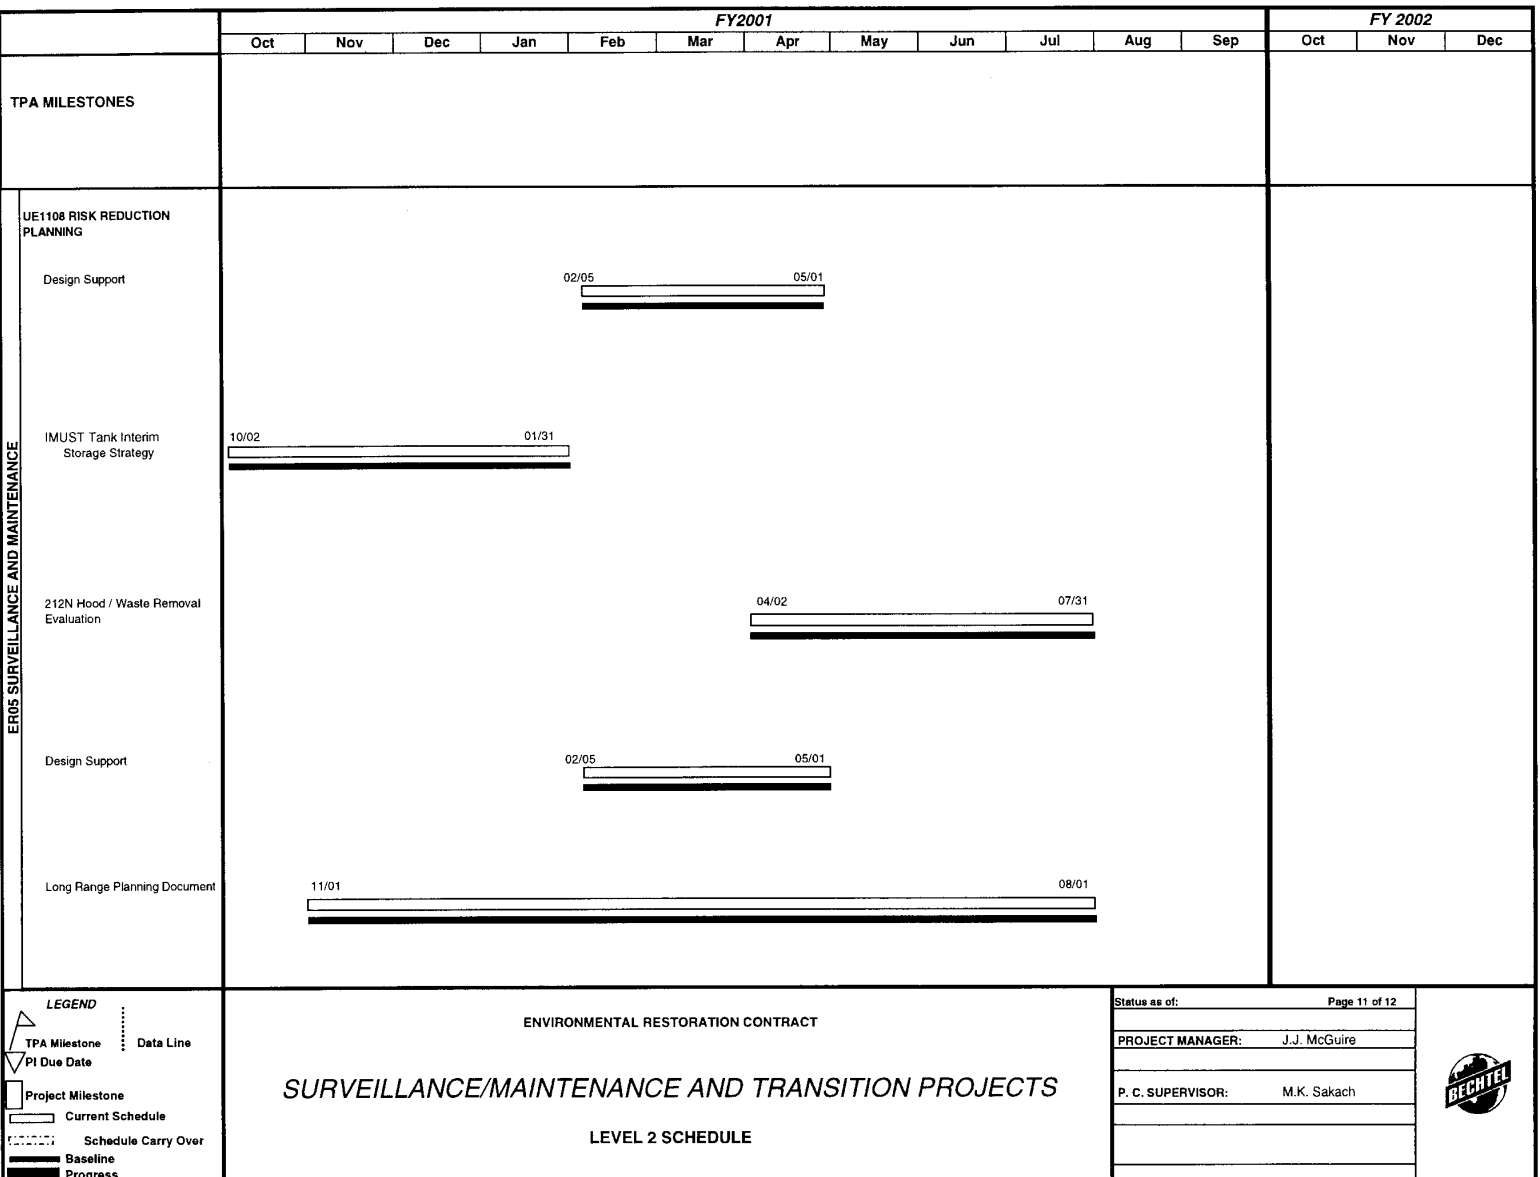 FY2001
FY 2002
Oct Nov Dec Jan Feb Mar Apr May Jun Jul Aug Sep Oct Nov Dec
TPA MILESTONES
ER05 SURVEILLANCE AND MAINTENANCE
UE1108 RISK REDUCTION
PLANNING
Design Support
02/05 05/01
IMUST Tank Interim
Storage Strategy
10/02 01/31
212N Hood / Waste Removal
Evaluation
04/02 07/31
Design Support
02/05 05/01
Long Range Planning Document
11/01 08/01
LEGEND
TPA Milestone
Data Line
PI Due Date
Project Milestone
Current Schedule
Schedule Carry Over
Baseline
Progress
ENVIRONMENTAL RESTORATION CONTRACT
SURVEILLANCE/MAINTENANCE AND TRANSITION PROJECTS
LEVEL 2 SCHEDULE
Status as of: Page 11 of 12
PROJECT MANAGER: J.J. McGuire
P. C. SUPERVISOR: M.K. Sakach
BECHTEL